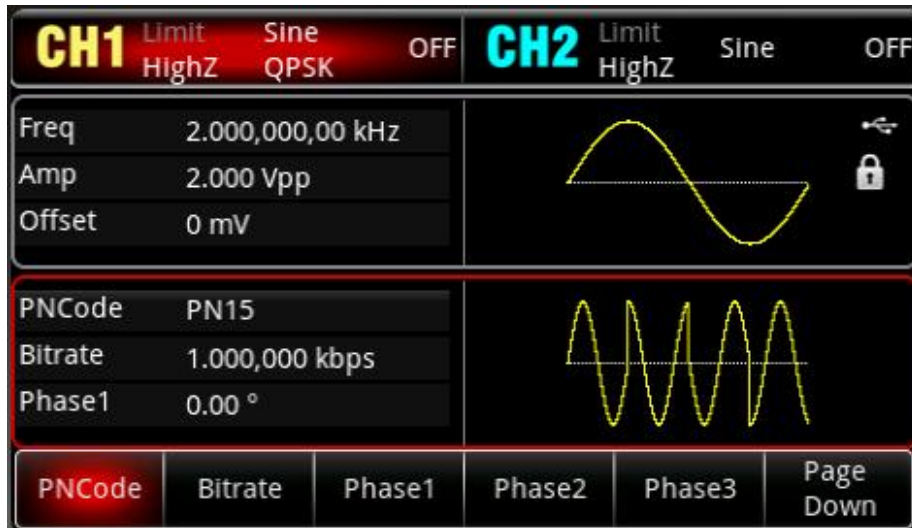 CH1 Limit Sine OFF CH2 Limit Sine OFF
HighZ QPSK HighZ
Freq 2.000,000,00 kHz
Amp 2.000 Vpp
Offset 0 mV
PNCode PN15
Bitrate 1.000,000 kbps
Phase1 0.00 °
PNCode Bitrate Phase1 Phase2 Phase3 Page Down